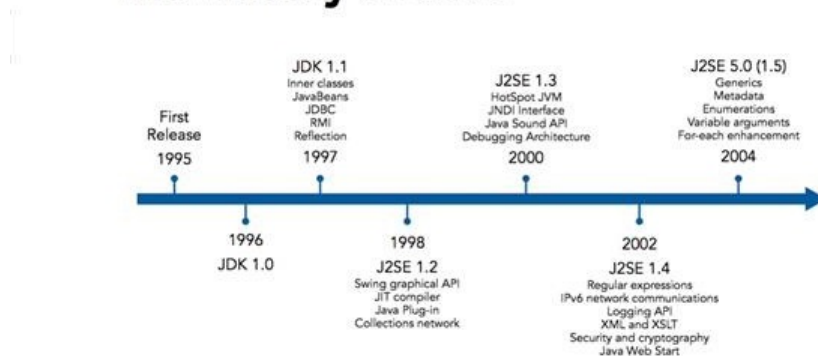 First
Release
1995
JDK 1.1
Inner classes
JavaBeans
JDBC
RMI
Reflection
1997
J2SE 1.3
HotSpot JVM
JNDI Interface
Java Sound API
Debugging Architecture
2000
J2SE 5.0 (1.5)
Generics
Metadata
Enumerations
Variable arguments
For-each enhancement
2004
1996
JDK 1.0
1998
J2SE 1.2
Swing graphical API
JIT compiler
Java Plug-in
Collections network
2002
J2SE 1.4
Regular expressions
IPv6 network communications
Logging API
XML and XSLT
Security and cryptography
Java Web Start